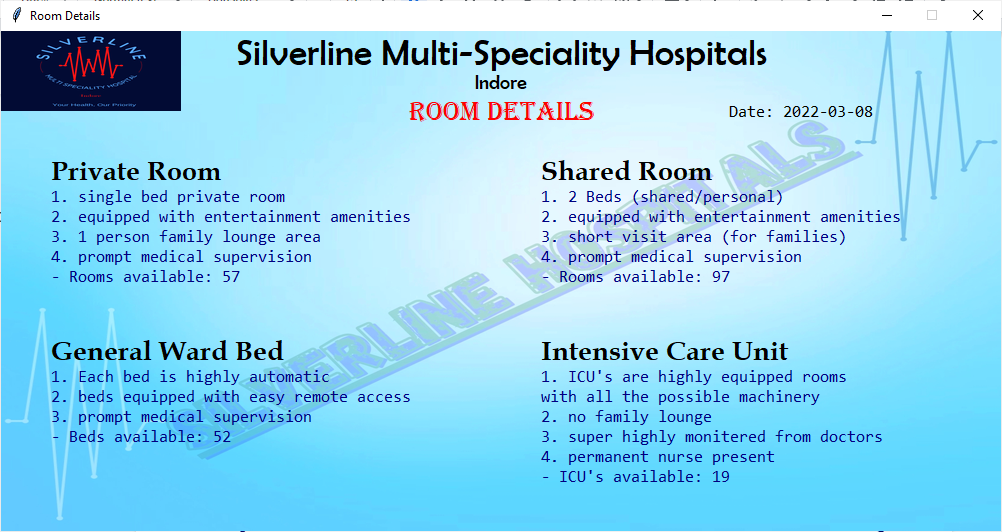 Room Details
SILVERLINE
MULTI SPECIALITY HOSPITAL
Indore
Your Health, Our Priority
Silverline Multi-Speciality Hospitals
Indore
ROOM DETAILS
Date: 2022-03-08
SILVERLINE HOSPITALS
Private Room
1. single bed private room
2. equipped with entertainment amenities
3. 1 person family lounge area
4. prompt medical supervision
- Rooms available: 57
Shared Room
1. 2 Beds (shared/personal)
2. equipped with entertainment amenities
3. short visit area (for families)
4. prompt medical supervision
- Rooms available: 97
General Ward Bed
1. Each bed is highly automatic
2. beds equipped with easy remote access
3. prompt medical supervision
- Beds available: 52
Intensive Care Unit
1. ICU's are highly equipped rooms
with all the possible machinery
2. no family lounge
3. super highly monitered from doctors
4. permanent nurse present
- ICU's available: 19